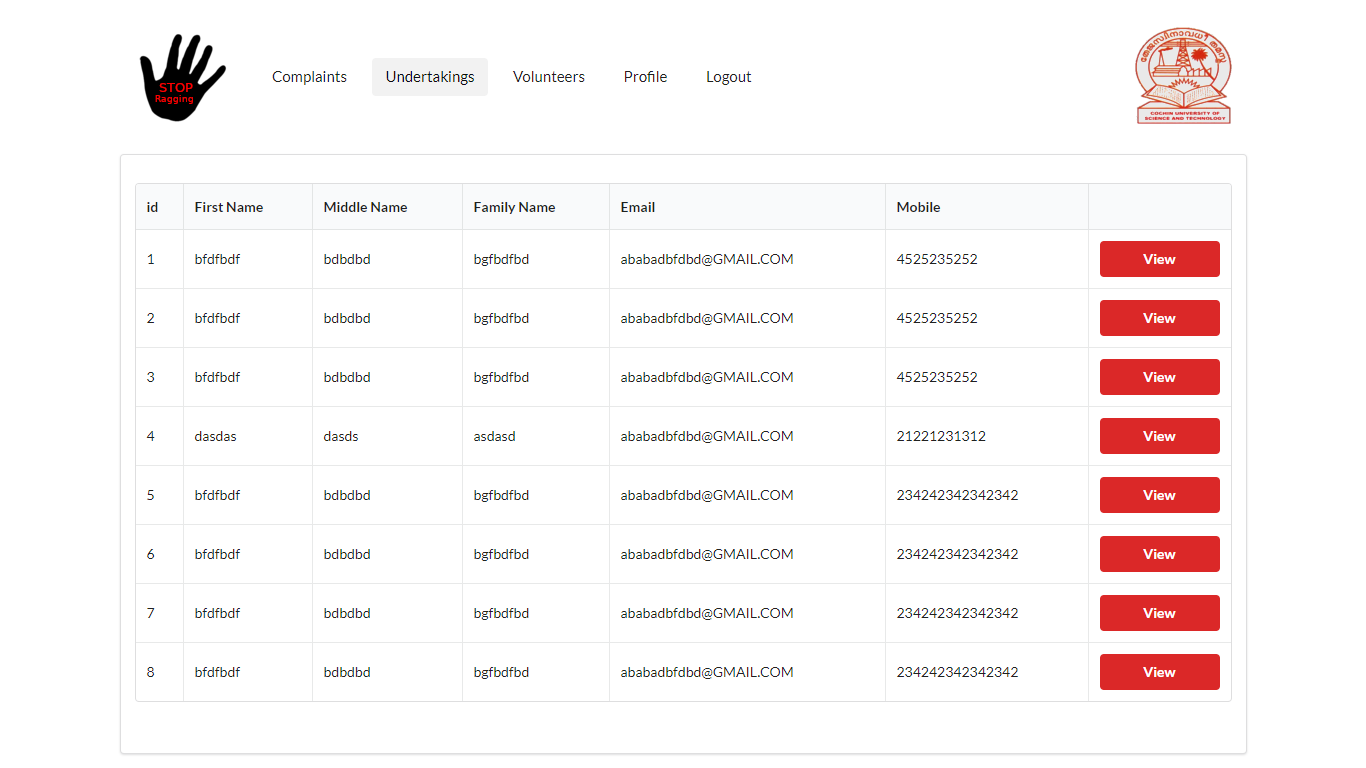 STOP
Ragging
Complaints Undertakings Volunteers Profile Logout
തേജസ്വിനാവധീതമസ്തു
COCHIN UNIVERSITY OF
SCIENCE AND TECHNOLOGY
id First Name Middle Name Family Name Email Mobile
1 bfdfbdf bdbdbd bgfbdfbd ababadbfdbd@GMAIL.COM 4525235252 View
2 bfdfbdf bdbdbd bgfbdfbd ababadbfdbd@GMAIL.COM 4525235252 View
3 bfdfbdf bdbdbd bgfbdfbd ababadbfdbd@GMAIL.COM 4525235252 View
4 dasdas dasds asdasd ababadbfdbd@GMAIL.COM 21221231312 View
5 bfdfbdf bdbdbd bgfbdfbd ababadbfdbd@GMAIL.COM 234242342342342 View
6 bfdfbdf bdbdbd bgfbdfbd ababadbfdbd@GMAIL.COM 234242342342342 View
7 bfdfbdf bdbdbd bgfbdfbd ababadbfdbd@GMAIL.COM 234242342342342 View
8 bfdfbdf bdbdbd bgfbdfbd ababadbfdbd@GMAIL.COM 234242342342342 View